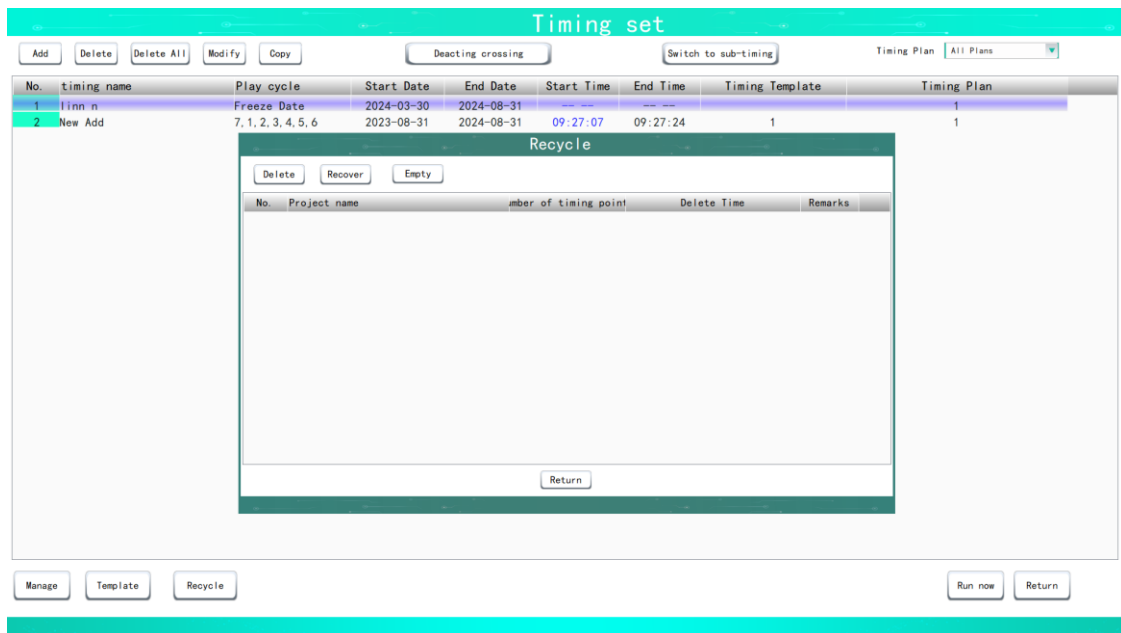 Timing set
Add Delete Delete All Modify Copy Deacting crossing Switch to sub-timing Timing Plan All Plans
No. timing name Play cycle Start Date End Date Start Time End Time Timing Template Timing Plan
1 linn n Freeze Date 2024-03-30 2024-08-31 -- -- -- -- 1
2 New Add 7, 1, 2, 3, 4, 5, 6 2023-08-31 2024-08-31 09:27:07 09:27:24 1 1
Recycle
Delete Recover Empty
No. Project name umber of timing point Delete Time Remarks
Return
Manage Template Recycle Run now Return